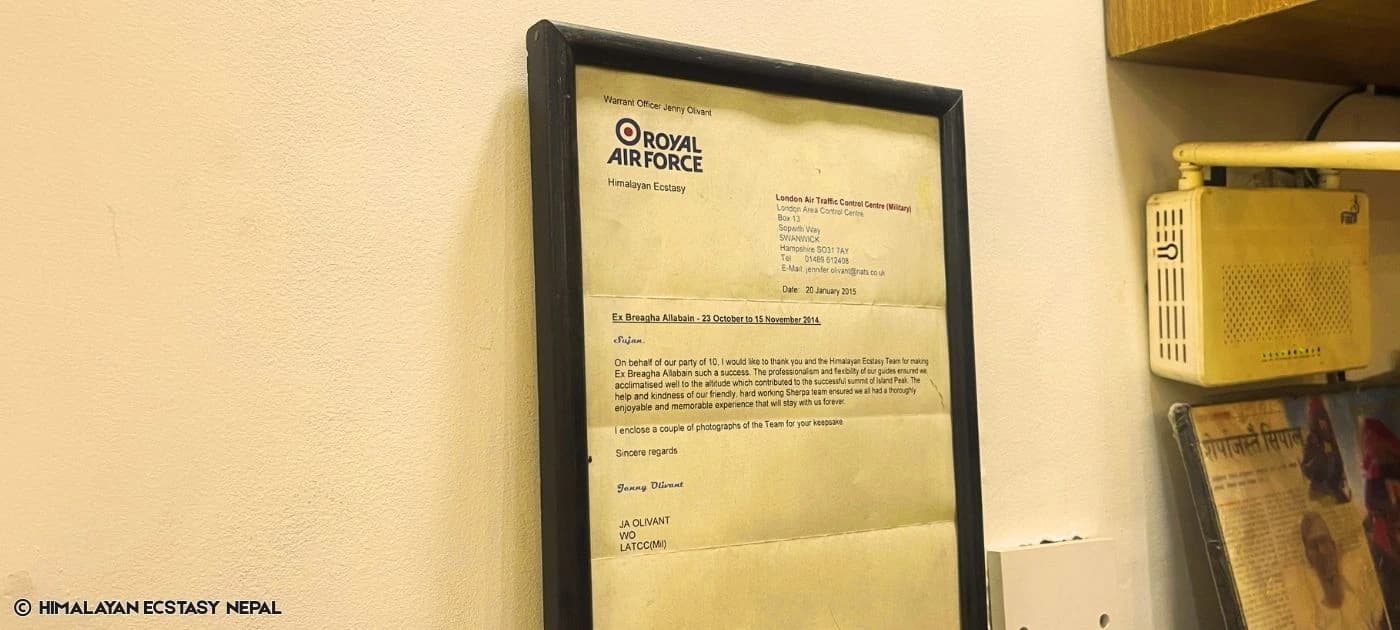 Warrant Officer Jenny Olivant
ROYAL
AIR FORCE
Himalayan Ecstasy
London Air Traffic Control Centre (Military)
London Area Control Centre
Box 13
Sopwith Way
SWANWICK
Hampshire SO31 7AY
Tel 01489 612408
E-Mail jennifer.olivant@nats.co.uk
Date: 20 January 2015
Ex Breagha Allabain - 23 October to 15 November 2014.
Sujan,
On behalf of our party of 10, I would like to thank you and the Himalayan Ecstasy Team for making
Ex Breagha Allabain such a success. The professionalism and flexibility of our guides ensured we
acclimatised well to the altitude which contributed to the successful summit of Island Peak. The
help and kindness of our friendly, hard working Sherpa team ensured we all had a thoroughly
enjoyable and memorable experience that will stay with us forever.
I enclose a couple of photographs of the Team for your keepsake.
Sincere regards
Jenny Olivant
JA OLIVANT
WO
LATCC(Mil)
© HIMALAYAN ECSTASY NEPAL